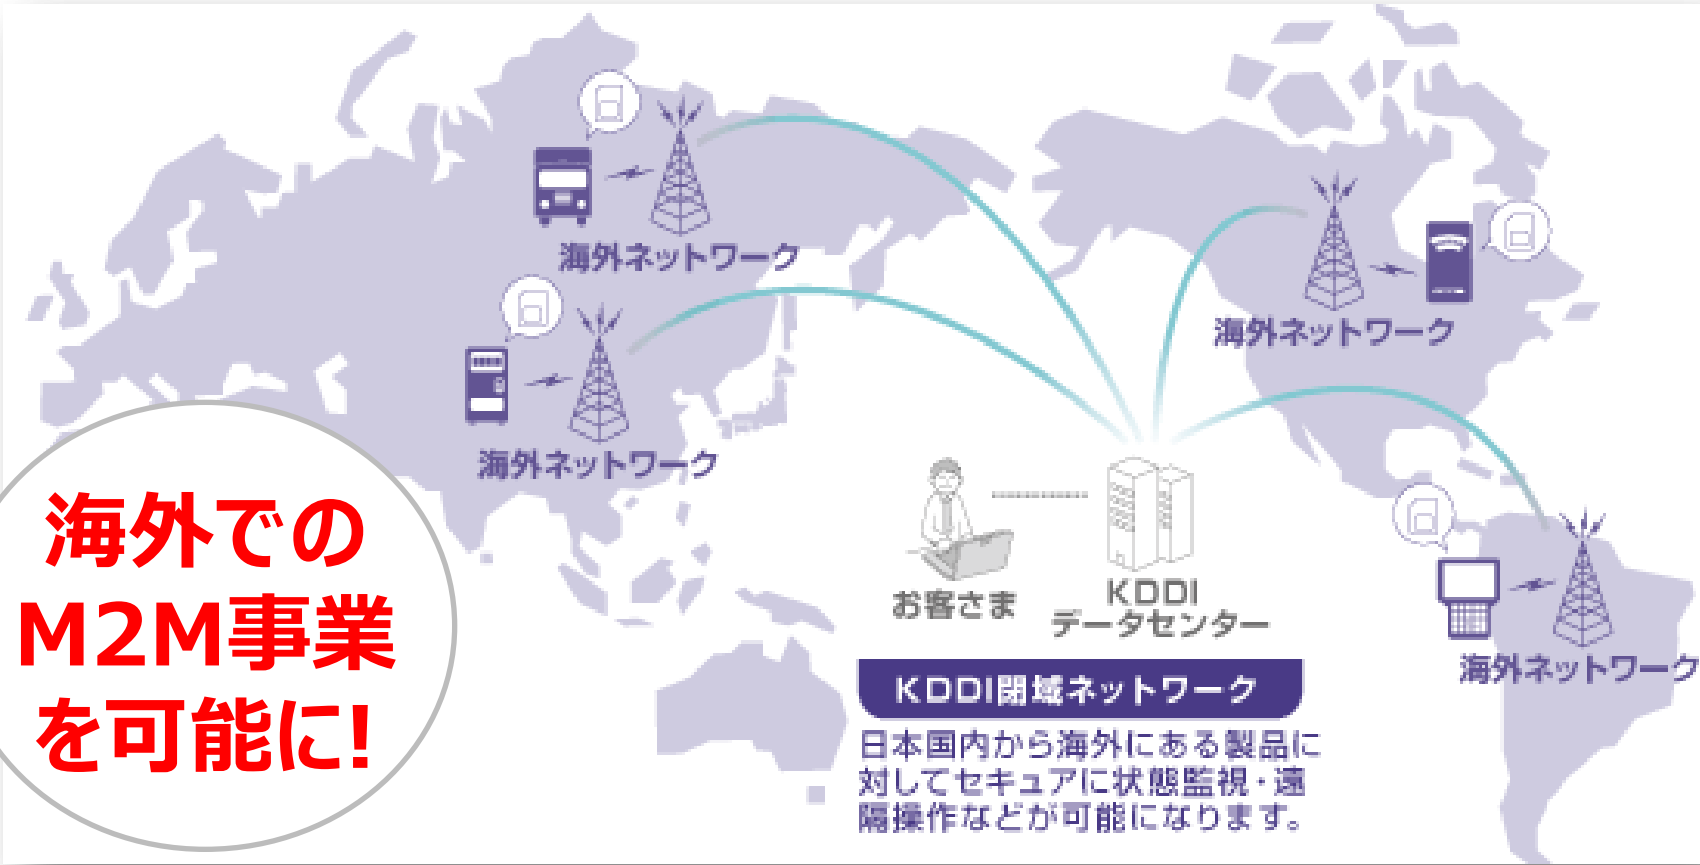 海外ネットワーク
海外ネットワーク
海外ネットワーク
海外ネットワーク
海外での
M2M事業
を可能に!
お客さま
KDDI
データセンター
KDDI閉域ネットワーク
日本国内から海外にある製品に
対してセキュアに状態監視・遠
隔操作などが可能になります。